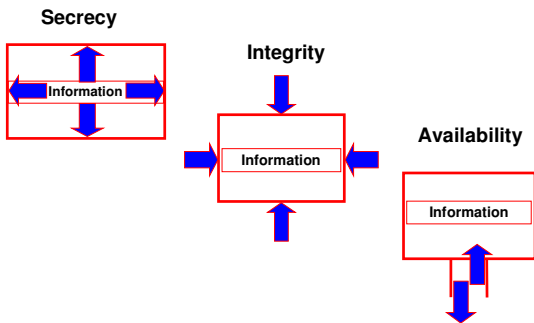 Secrecy
Information
Integrity
Information
Availability
Information